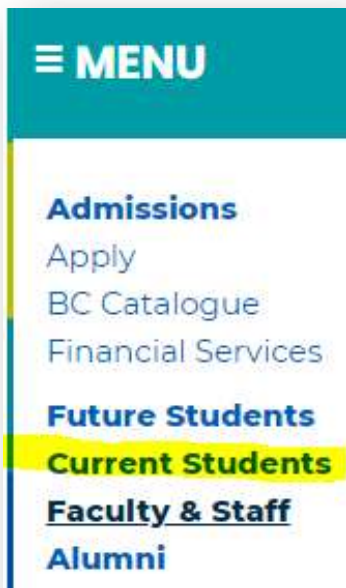 ≡ MENU
Admissions
Apply
BC Catalogue
Financial Services
Future Students
Current Students
Faculty & Staff
Alumni